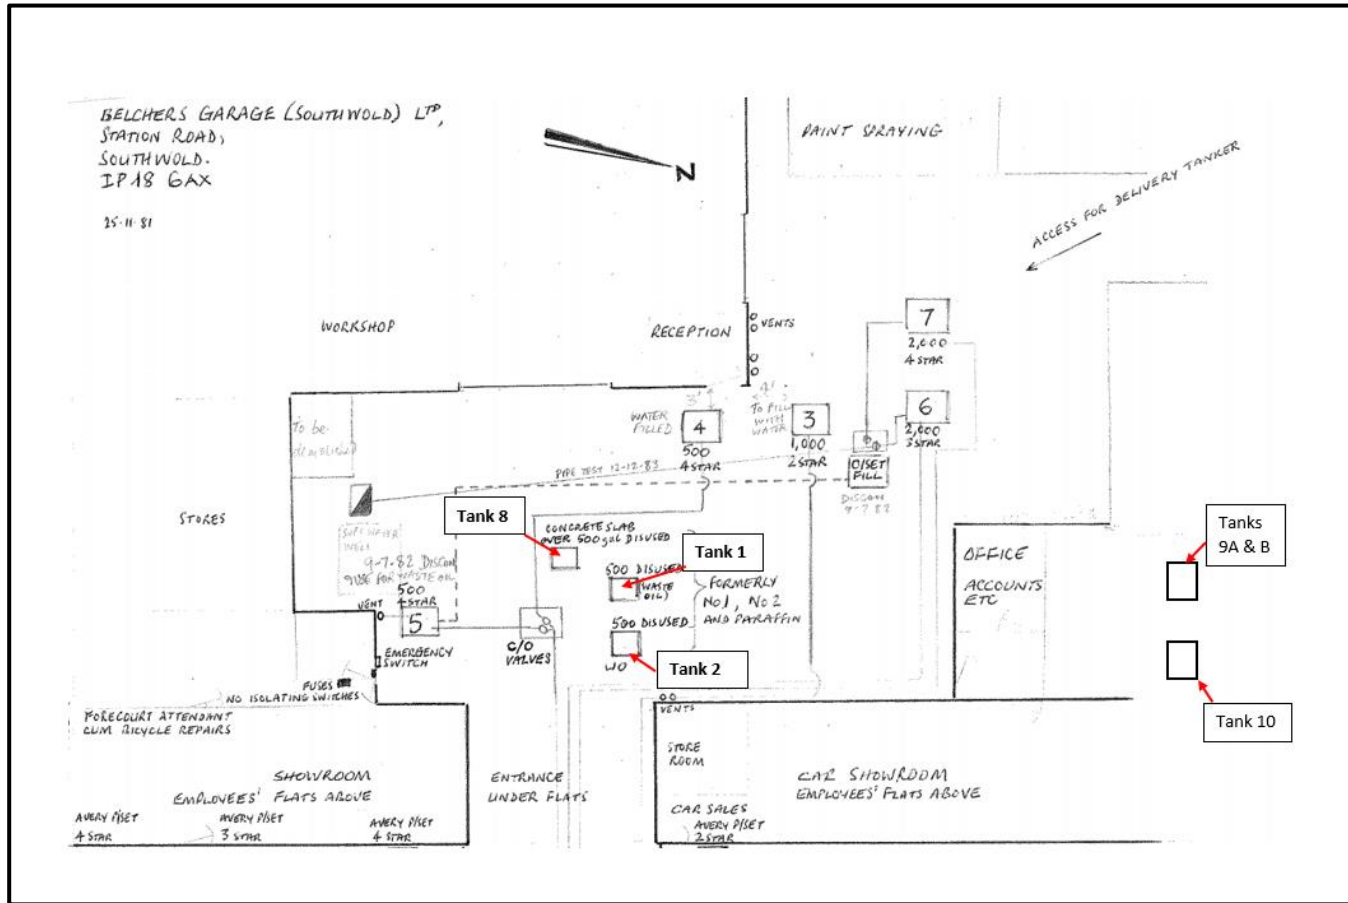 BELCHERS GARAGE (SOUTHWOLD) LTD,
STATION ROAD,
SOUTHWOLD.
IP18 6AX
25-11-81
N
PAINT SPRAYING
ACCESS FOR DELIVERY TANKER
WORKSHOP
RECEPTION
VENTS
7
2,000
4 STAR
6
2,000
3 STAR
3'
4'
TO FILL
WITH
WATER
WATER
FILLED
4
500
4 STAR
3
1,000
2 STAR
O/SET
FILL
DISCON
9-7-82
To be
demolished
PIPE TEST 12-12-83
STORES
Tank 8
CONCRETE SLAB
OVER 500 gal DISUSED
Tank 1
500 DISUSED
(WASTE
OIL)
FORMERLY
No 1, No 2
AND PARAFFIN
500 DISUSED
WO
Tank 2
9-7-82 DISCON
FOR WASTE OIL
500
4 STAR
VENT
5
C/O
VALVES
EMERGENCY
SWITCH
FUSES
NO ISOLATING SWITCHES
FORECOURT ATTENDANT
CUM BICYCLE REPAIRS
OFFICE
ACCOUNTS
ETC
Tanks
9A & B
Tank 10
VENTS
STORE
ROOM
SHOWROOM
EMPLOYEES' FLATS ABOVE
ENTRANCE
UNDER FLATS
CAR SHOWROOM
EMPLOYEES' FLATS ABOVE
CAR SALES
AVERY P/SET
4 STAR
AVERY P/SET
3 STAR
AVERY P/SET
4 STAR
AVERY P/SET
2 STAR